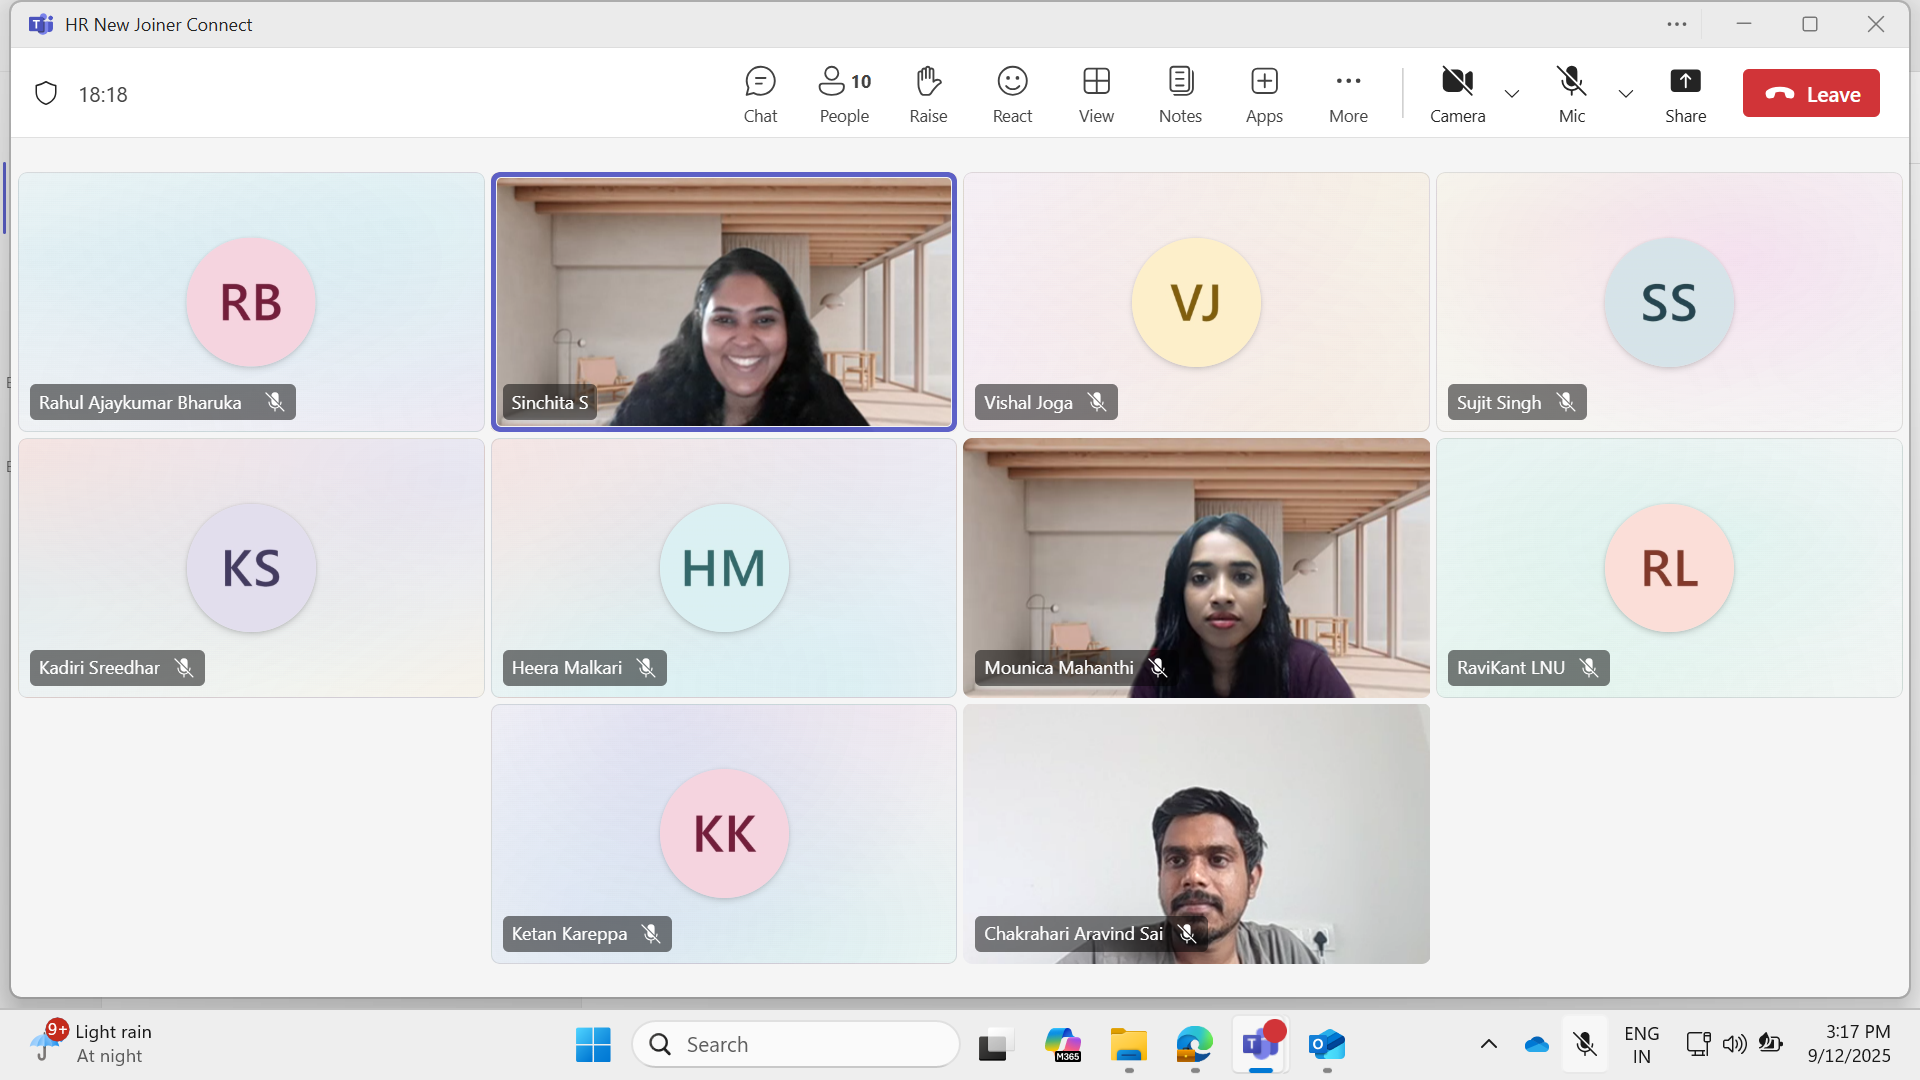 HR New Joiner Connect
18:18
Chat
People 10
Raise
React
View
Notes
Apps
More
Camera
Mic
Share
Leave
RB
Rahul Ajaykumar Bharuka
Sinchita S
VJ
Vishal Joga
SS
Sujit Singh
KS
Kadiri Sreedhar
HM
Heera Malkari
Mounica Mahanthi
RL
RaviKant LNU
KK
Ketan Kareppa
Chakrahari Aravind Sai
9+
Light rain
At night
Search
M365
ENG
IN
3:17 PM
9/12/2025